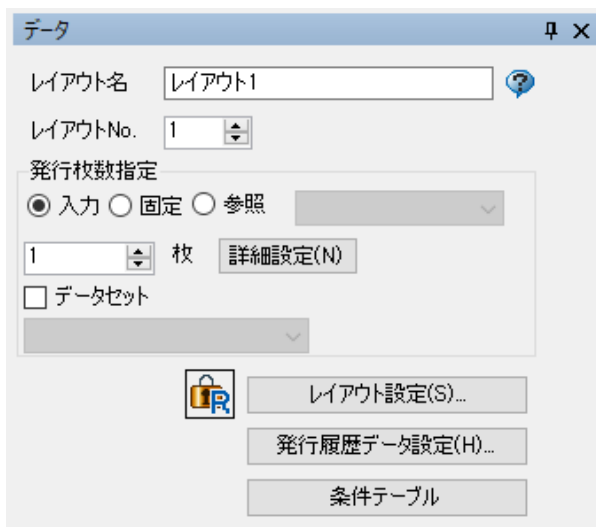 データ
レイアウト名 レイアウト1
レイアウトNo. 1
発行枚数指定
入力 固定 参照
1 枚 詳細設定(N)
データセット
R レイアウト設定(S)...
発行履歴データ設定(H)...
条件テーブル